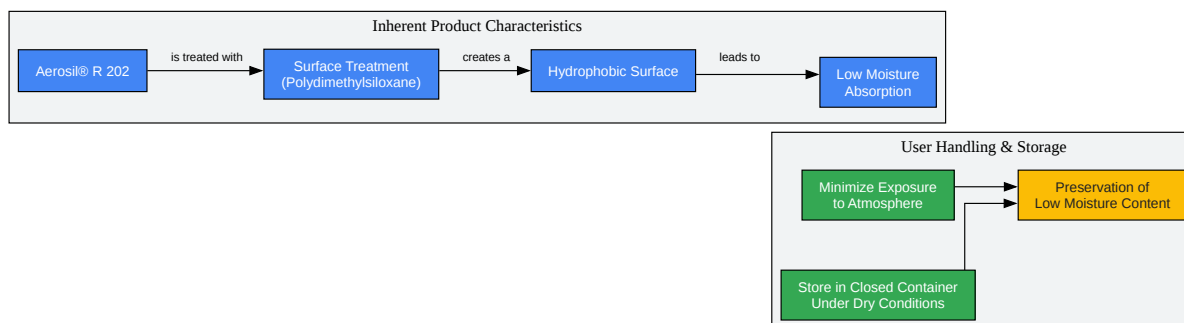 Inherent Product Characteristics
Aerosil® R 202
is treated with
Surface Treatment
(Polydimethylsiloxane)
creates a
Hydrophobic Surface
leads to
Low Moisture
Absorption
User Handling & Storage
Minimize Exposure
to Atmosphere
Preservation of
Low Moisture Content
Store in Closed Container
Under Dry Conditions